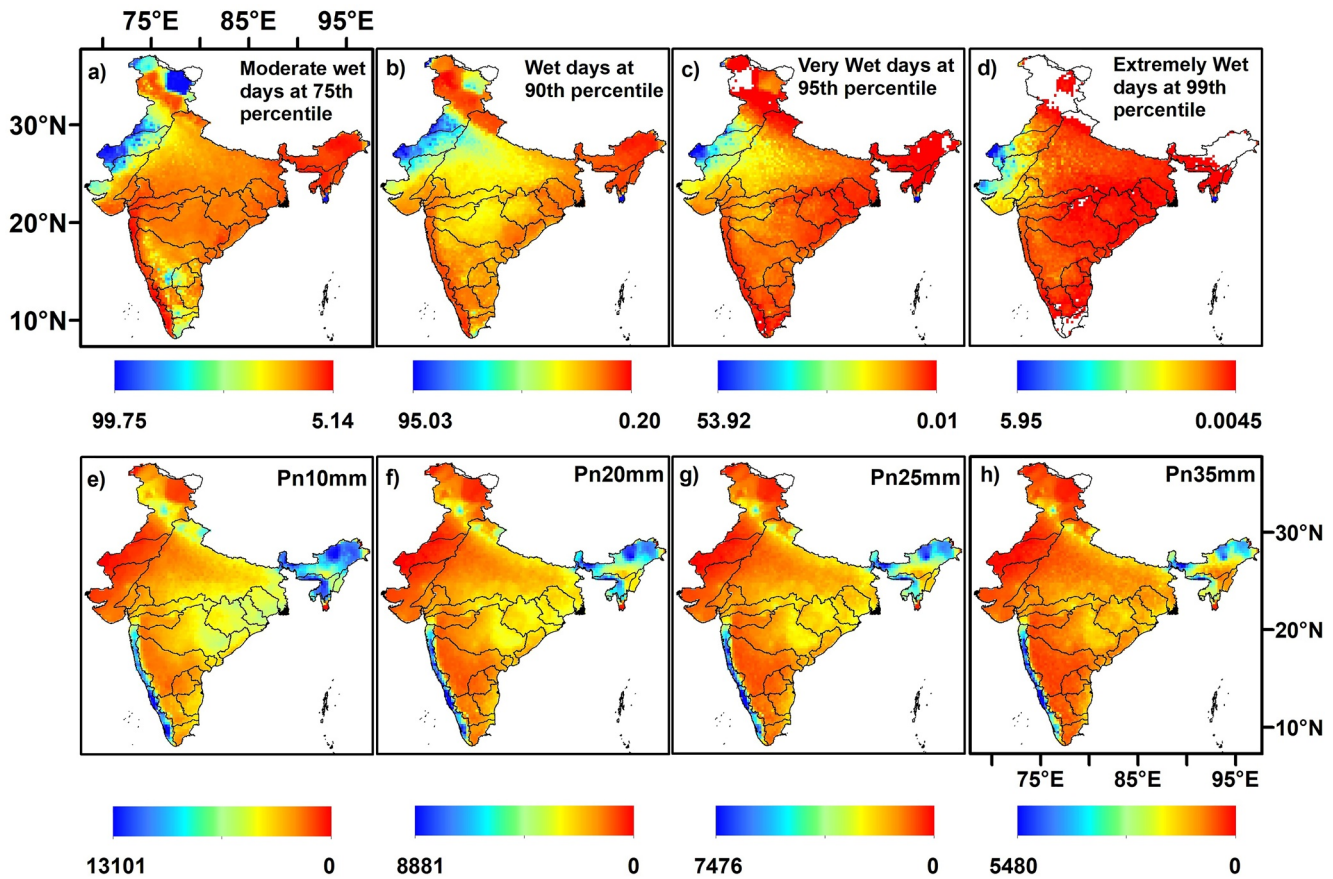 75°E 85°E 95°E
a) Moderate wet
days at 75th
percentile
b) Wet days at
90th percentile
c) Very Wet days at
95th percentile
d) Extremely Wet
days at 99th
percentile
30°N
20°N
10°N
99.75 5.14
95.03 0.20
53.92 0.01
5.95 0.0045
e) Pn10mm
f) Pn20mm
g) Pn25mm
h) Pn35mm
30°N
20°N
10°N
75°E 85°E 95°E
13101 0
8881 0
7476 0
5480 0